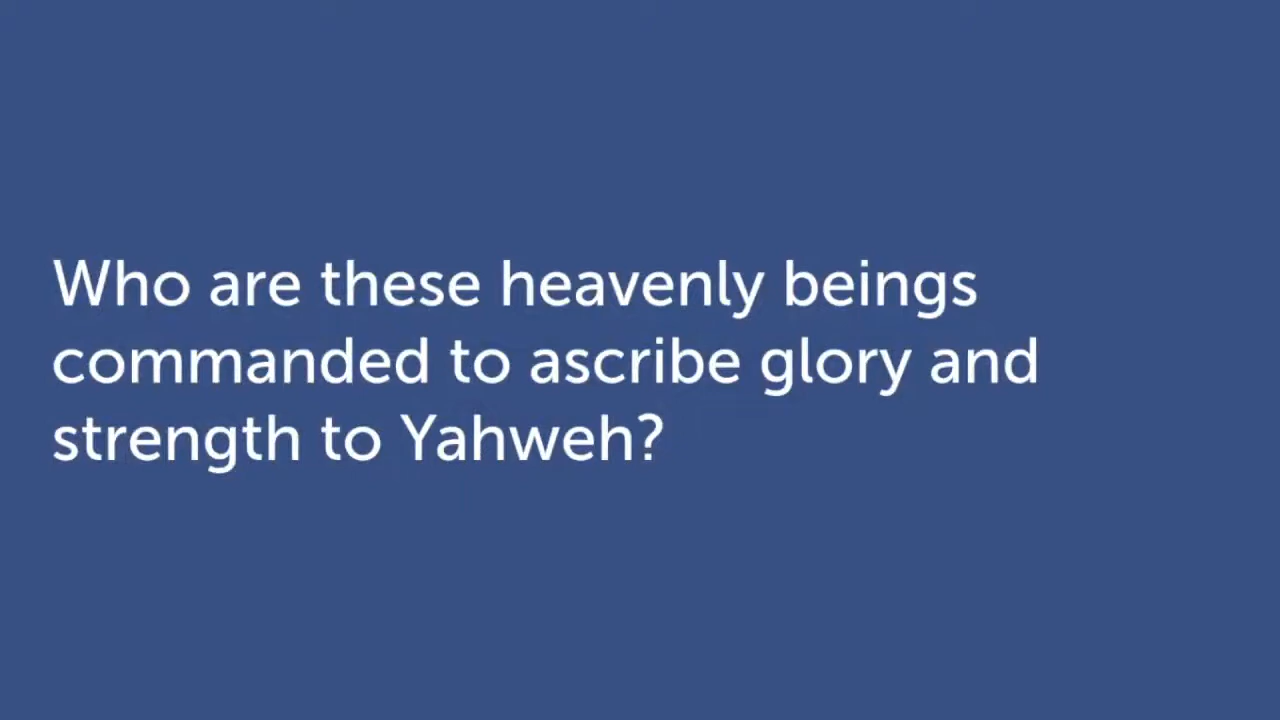 Who are these heavenly beings
commanded to ascribe glory and
strength to Yahweh?